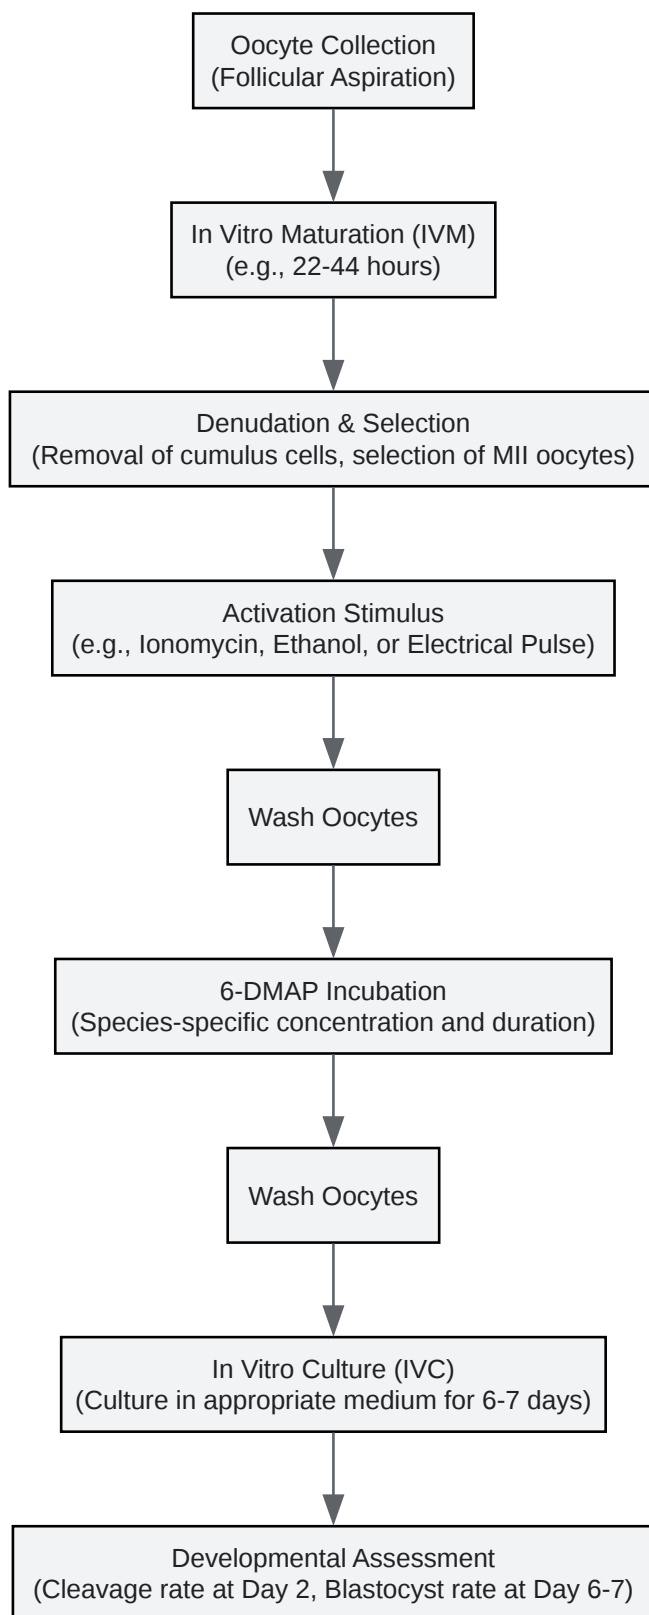 Oocyte Collection
(Follicular Aspiration)
In Vitro Maturation (IVM)
(e.g., 22-44 hours)
Denudation & Selection
(Removal of cumulus cells, selection of MII oocytes)
Activation Stimulus
(e.g., Ionomycin, Ethanol, or Electrical Pulse)
Wash Oocytes
6-DMAP Incubation
(Species-specific concentration and duration)
Wash Oocytes
In Vitro Culture (IVC)
(Culture in appropriate medium for 6-7 days)
Developmental Assessment
(Cleavage rate at Day 2, Blastocyst rate at Day 6-7)